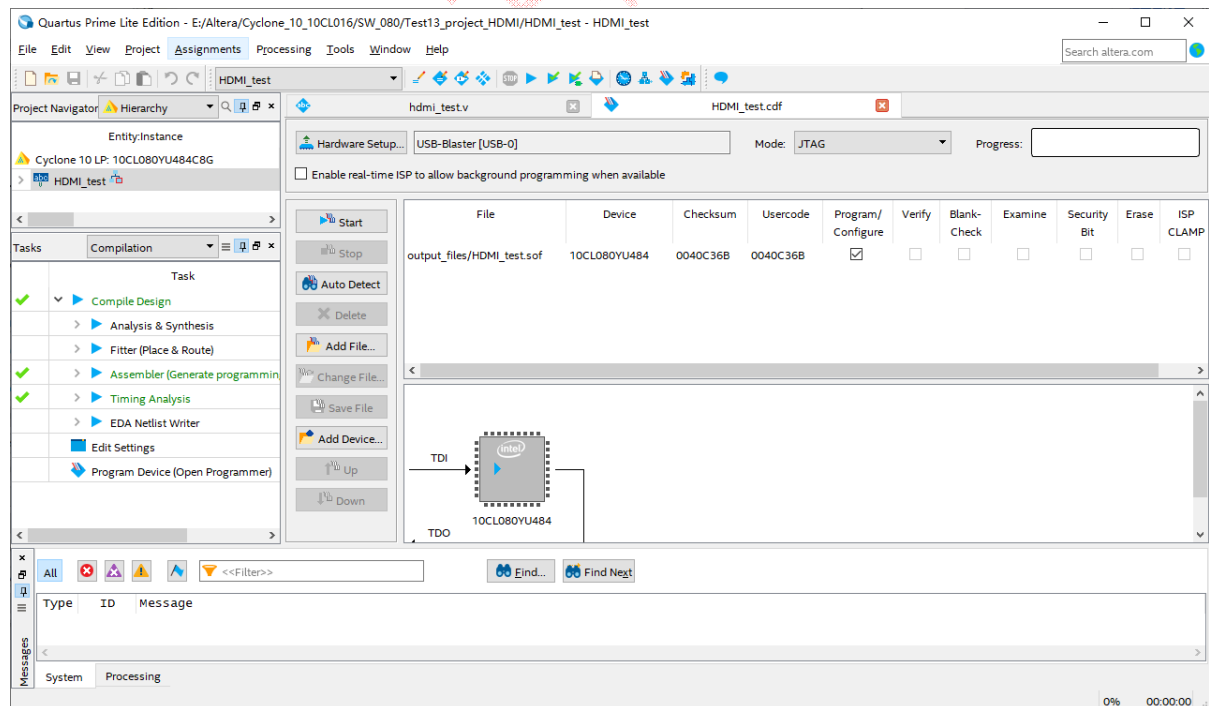 Quartus Prime Lite Edition - E:/Altera/Cyclone_10_10CL016/SW_080/Test13_project_HDMI/HDMI_test - HDMI_test
File Edit View Project Assignments Processing Tools Window Help
Search altera.com
HDMI_test
Project Navigator Hierarchy
Entity:Instance
Cyclone 10 LP: 10CL080YU484C8G
HDMI_test
Tasks Compilation
Task
Compile Design
Analysis & Synthesis
Fitter (Place & Route)
Assembler (Generate programmin
Timing Analysis
EDA Netlist Writer
Edit Settings
Program Device (Open Programmer)
hdmi_test.v HDMI_test.cdf
Hardware Setup... USB-Blaster [USB-0] Mode: JTAG Progress:
Enable real-time ISP to allow background programming when available
Start
Stop
Auto Detect
Delete
Add File...
Change File...
Save File
Add Device...
Up
Down
File Device Checksum Usercode Program/ Verify Blank- Examine Security Erase ISP
Configure Check Bit CLAMP
output_files/HDMI_test.sof 10CL080YU484 0040C36B 0040C36B
TDI
intel
10CL080YU484
TDO
All <<Filter>> Find... Find Next
Type ID Message
Messages
System Processing
0% 00:00:00